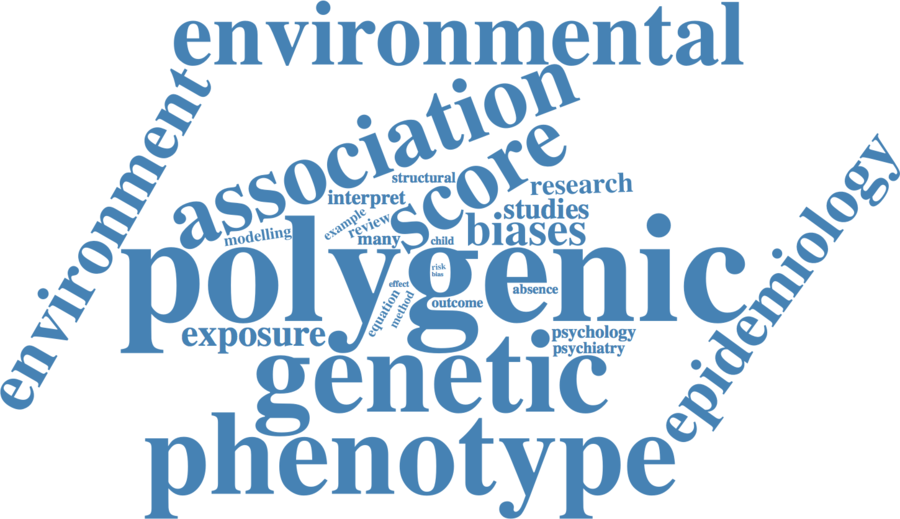 environmental
environment
association
score
structural
interpret
research
example
review
studies
modelling
many
child
biases
epidemiology
polygenic
risk
bias
effect
equation
method
outcome
absence
exposure
psychology
psychiatry
genetic
phenotype